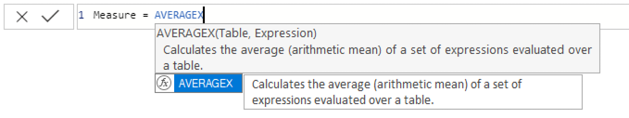 1 Measure = AVERAGEX
AVERAGEX(Table, Expression)
Calculates the average (arithmetic mean) of a set of expressions evaluated over
a table.
AVERAGEX
Calculates the average (arithmetic mean) of a set of
expressions evaluated over a table.